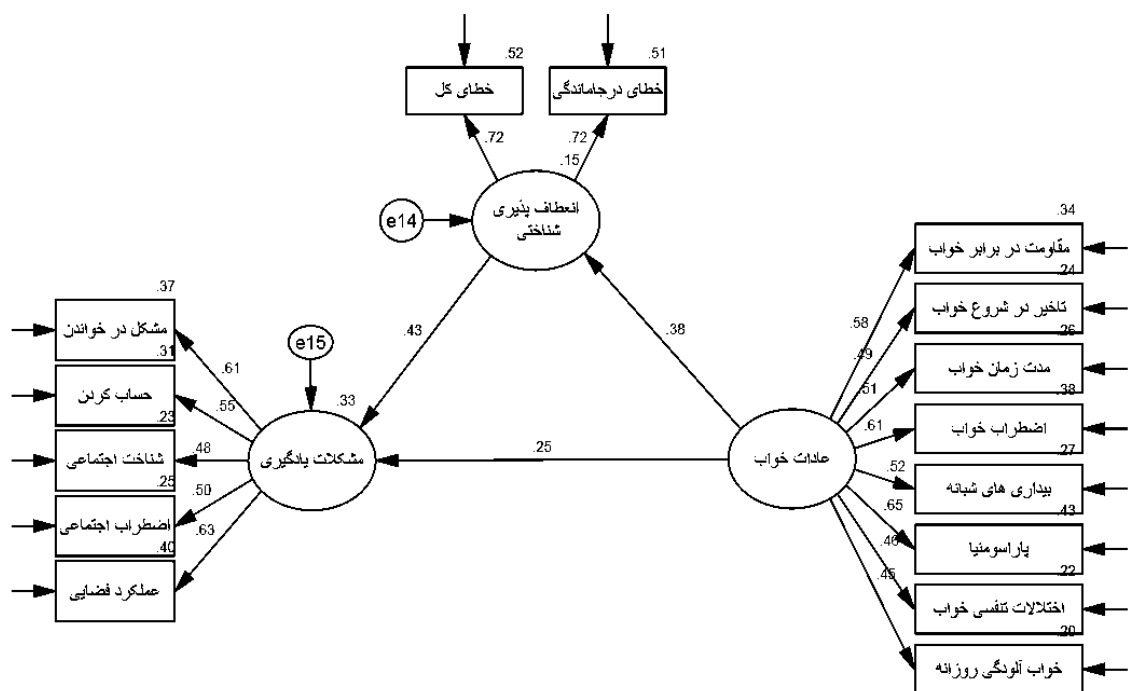 .52
.51
خطای کل
خطای درجاماندگی
.72
.72
.15
انعطاف پذیری
شناختی
e14
.43
.38
.37
مشکل در خواندن
.31
حساب کردن
.23
شناخت اجتماعی
.25
اضطراب اجتماعی
.40
عملکرد فضایی
.61
.55
.48
.50
.63
e15
.33
مشکلات یادگیری
.25
عادات خواب
.58
.49
.51
.61
.52
.65
.46
.45
.34
مقاومت در برابر خواب
.24
تاخیر در شروع خواب
.26
مدت زمان خواب
.38
اضطراب خواب
.27
بیداری های شبانه
.43
پاراسومنیا
.22
اختلالات تنفسی خواب
.20
خواب آلودگی روزانه